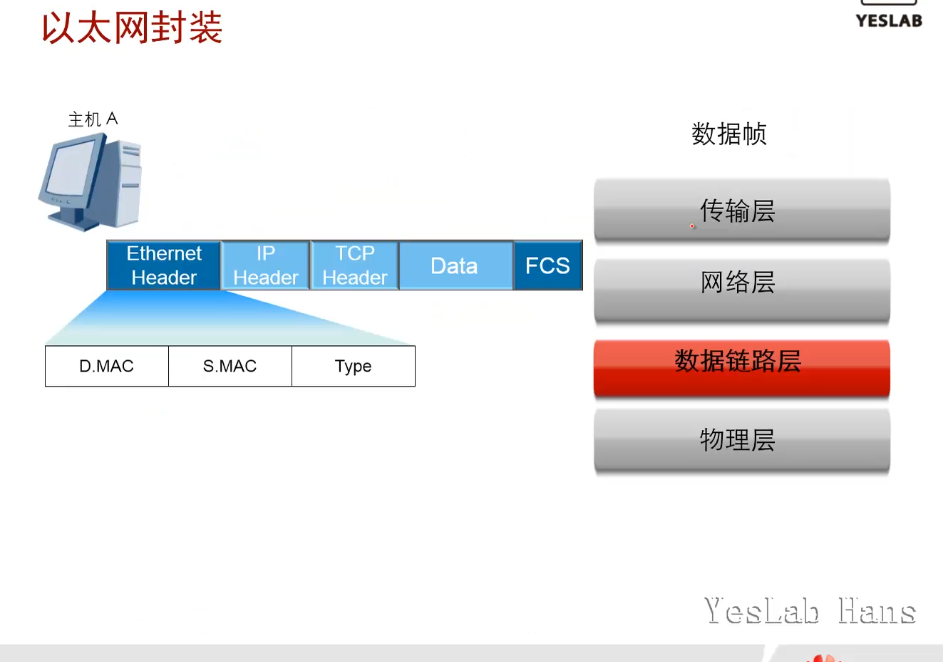 以太网封装
YESLAB
主机 A
数据帧
传输层
Ethernet Header
IP Header
TCP Header
Data
FCS
网络层
D.MAC
S.MAC
Type
数据链路层
物理层
YesLab Hans